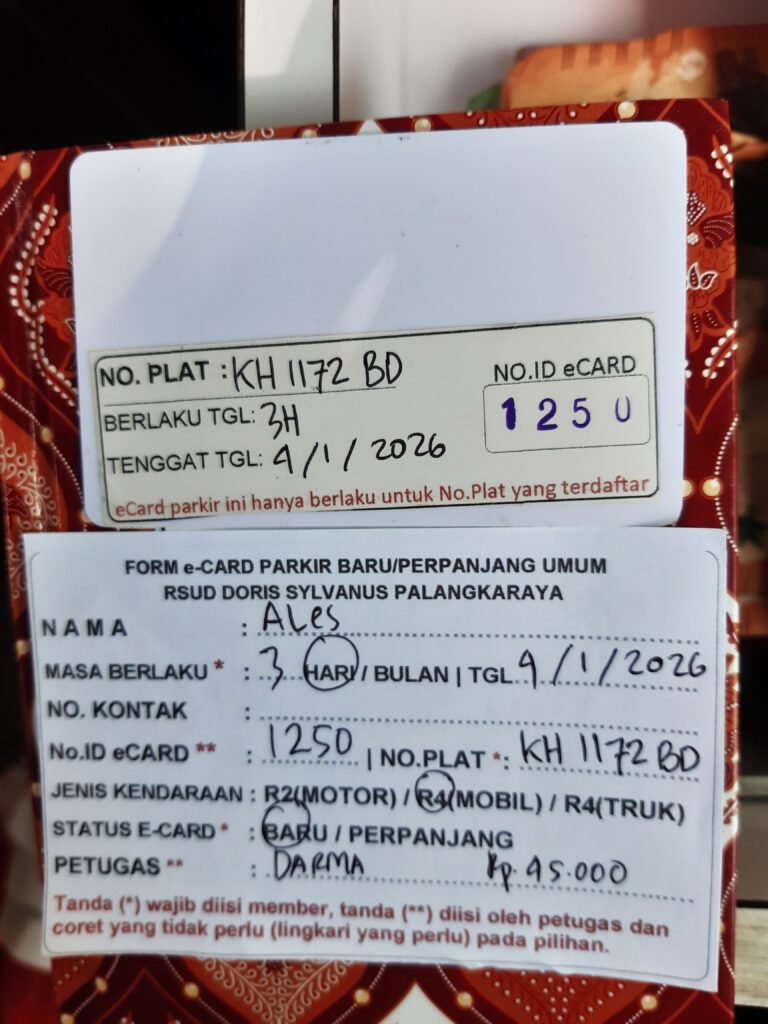 NO. PLAT : KH 1172 BD
BERLAKU TGL: 3H
TENGGAT TGL: 4/1/2026
NO.ID eCARD
1250
eCard parkir ini hanya berlaku untuk No.Plat yang terdaftar
FORM e-CARD PARKIR BARU/PERPANJANG UMUM
RSUD DORIS SYLVANUS PALANGKARAYA
NAMA : ALes
MASA BERLAKU * : 3 HARI / BULAN | TGL 4/1/2026
NO. KONTAK :
No.ID eCARD ** : 1250 | NO.PLAT *: KH 1172 BD
JENIS KENDARAAN : R2(MOTOR) / R4(MOBIL) / R4(TRUK)
STATUS E-CARD * : BARU / PERPANJANG
PETUGAS ** : DARMA Rp. 45.000
Tanda (*) wajib diisi member, tanda (**) diisi oleh petugas dan
coret yang tidak perlu (lingkari yang perlu) pada pilihan.